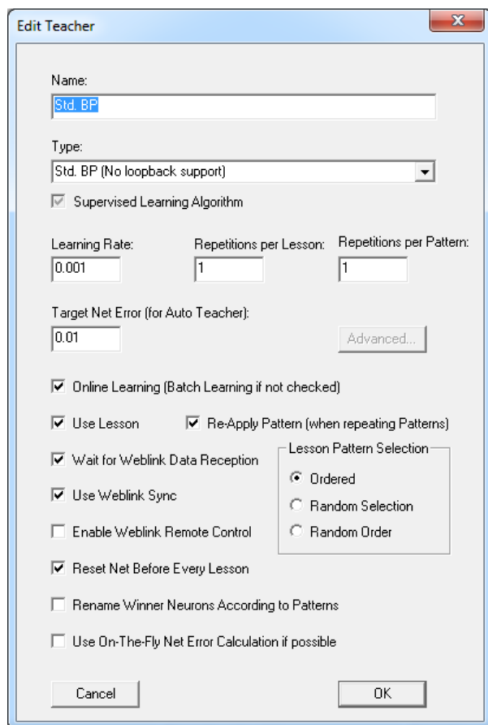 Edit Teacher
Name:
Std. BP
Type:
Std. BP (No loopback support)
Supervised Learning Algorithm
Learning Rate: Repetitions per Lesson: Repetitions per Pattern:
0.001 1 1
Target Net Error (for Auto Teacher):
0.01 Advanced...
Online Learning (Batch Learning if not checked)
Use Lesson Re-Apply Pattern (when repeating Patterns)
Lesson Pattern Selection
Wait for Weblink Data Reception
Ordered
Use Weblink Sync
Random Selection
Enable Weblink Remote Control Random Order
Reset Net Before Every Lesson
Rename Winner Neurons According to Patterns
Use On-The-Fly Net Error Calculation if possible
Cancel OK